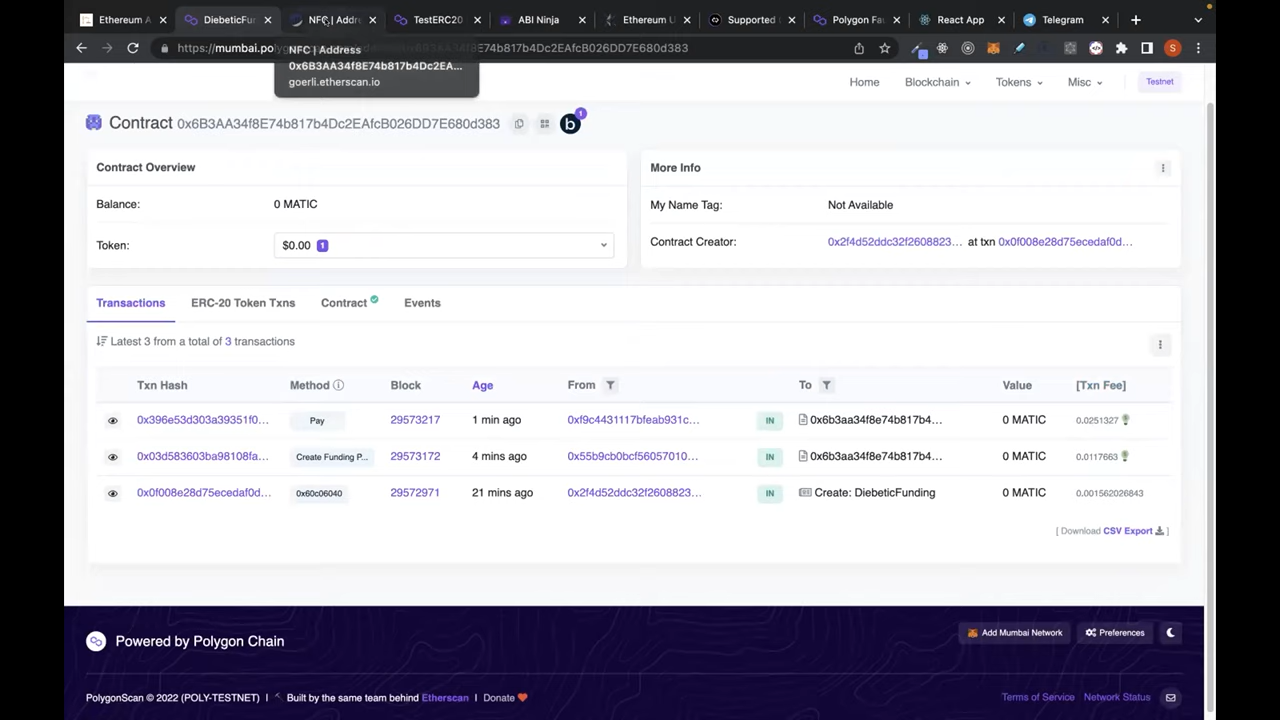 Ethereum A
DiebeticFur
NFC | Addre
TestERC20
ABI Ninja
Ethereum U
Supported
Polygon Fau
React App
Telegram
https://mumbai.po
6B3AA34f8E74b817b4Dc2EAfcB026DD7E680d383
S
NFC | Address
0x6B3AA34f8E74b817b4Dc2EA...
goerli.etherscan.io
Home
Blockchain
Tokens
Misc
Testnet
Contract 0x6B3AA34f8E74b817b4Dc2EAfcB026DD7E680d383
b
1
Contract Overview
Balance:
0 MATIC
Token:
$0.00 1
More Info
My Name Tag:
Not Available
Contract Creator:
0x2f4d52ddc32f2608823... at txn 0x0f008e28d75ecedaf0d...
Transactions
ERC-20 Token Txns
Contract
Events
Latest 3 from a total of 3 transactions
Txn Hash
Method
Block
Age
From
To
Value
[Txn Fee]
0x396e53d303a39351f0... Pay 29573217 1 min ago 0xf9c4431117bfeab931c... IN 0x6b3aa34f8e74b817b4... 0 MATIC 0.0251327
0x03d583603ba98108fa... Create Funding P... 29573172 4 mins ago 0x55b9cb0bcf56057010... IN 0x6b3aa34f8e74b817b4... 0 MATIC 0.0117663
0x0f008e28d75ecedaf0d... 0x60c06040 29572971 21 mins ago 0x2f4d52ddc32f2608823... IN Create: DiebeticFunding 0 MATIC 0.001562026843
[ Download CSV Export ]
Powered by Polygon Chain
Add Mumbai Network
Preferences
PolygonScan © 2022 (POLY-TESTNET) | Built by the same team behind Etherscan | Donate
Terms of Service
Network Status